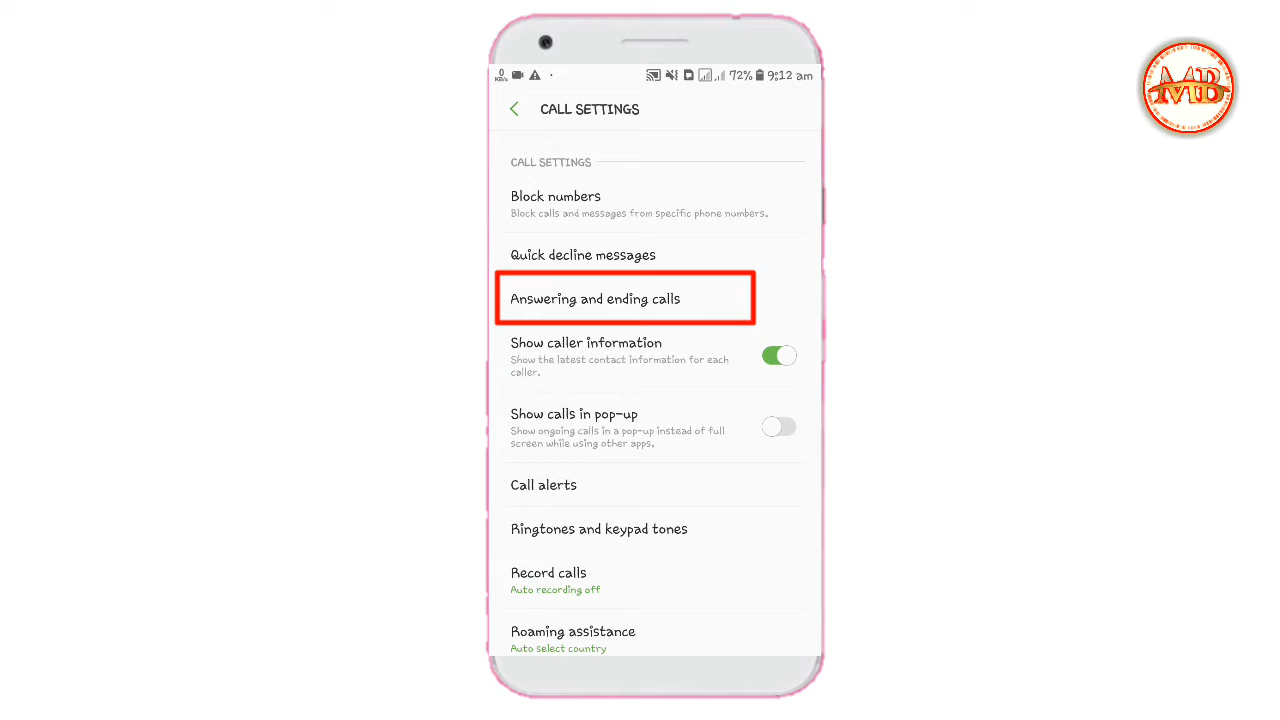 0
KB/s
72% 9:12 am
CALL SETTINGS
CALL SETTINGS
Block numbers
Block calls and messages from specific phone numbers.
Quick decline messages
Answering and ending calls
Show caller information
Show the latest contact information for each
caller.
Show calls in pop-up
Show ongoing calls in a pop-up instead of full
screen while using other apps.
Call alerts
Ringtones and keypad tones
Record calls
Auto recording off
Roaming assistance
Auto select country
MB